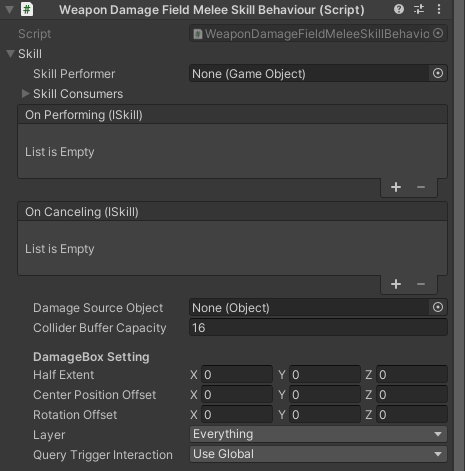 Weapon Damage Field Melee Skill Behaviour (Script)
Script WeaponDamageFieldMeleeSkillBehavio
Skill
Skill Performer None (Game Object)
Skill Consumers
On Performing (ISkill)
List is Empty
+ −
On Canceling (ISkill)
List is Empty
+ −
Damage Source Object None (Object)
Collider Buffer Capacity 16
DamageBox Setting
Half Extent X 0 Y 0 Z 0
Center Position Offset X 0 Y 0 Z 0
Rotation Offset X 0 Y 0 Z 0
Layer Everything
Query Trigger Interaction Use Global